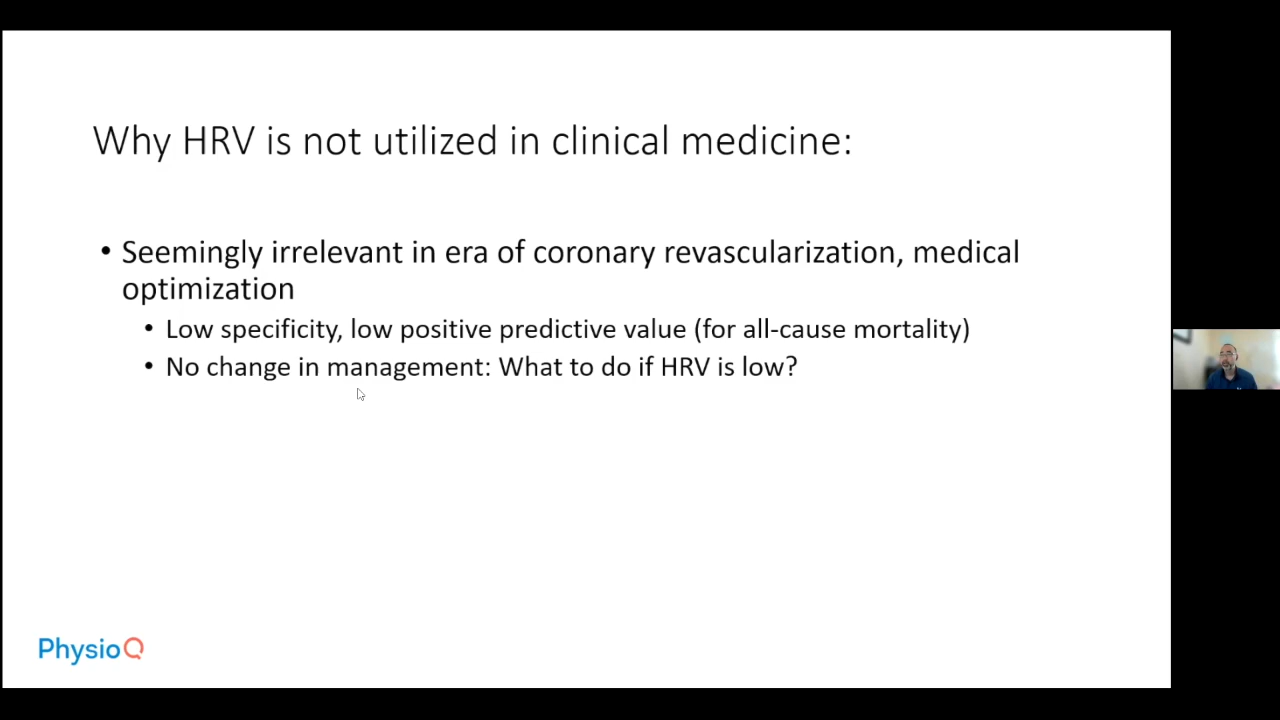 Why HRV is not utilized in clinical medicine:
• Seemingly irrelevant in era of coronary revascularization, medical
optimization
• Low specificity, low positive predictive value (for all-cause mortality)
• No change in management: What to do if HRV is low?
PhysioQ